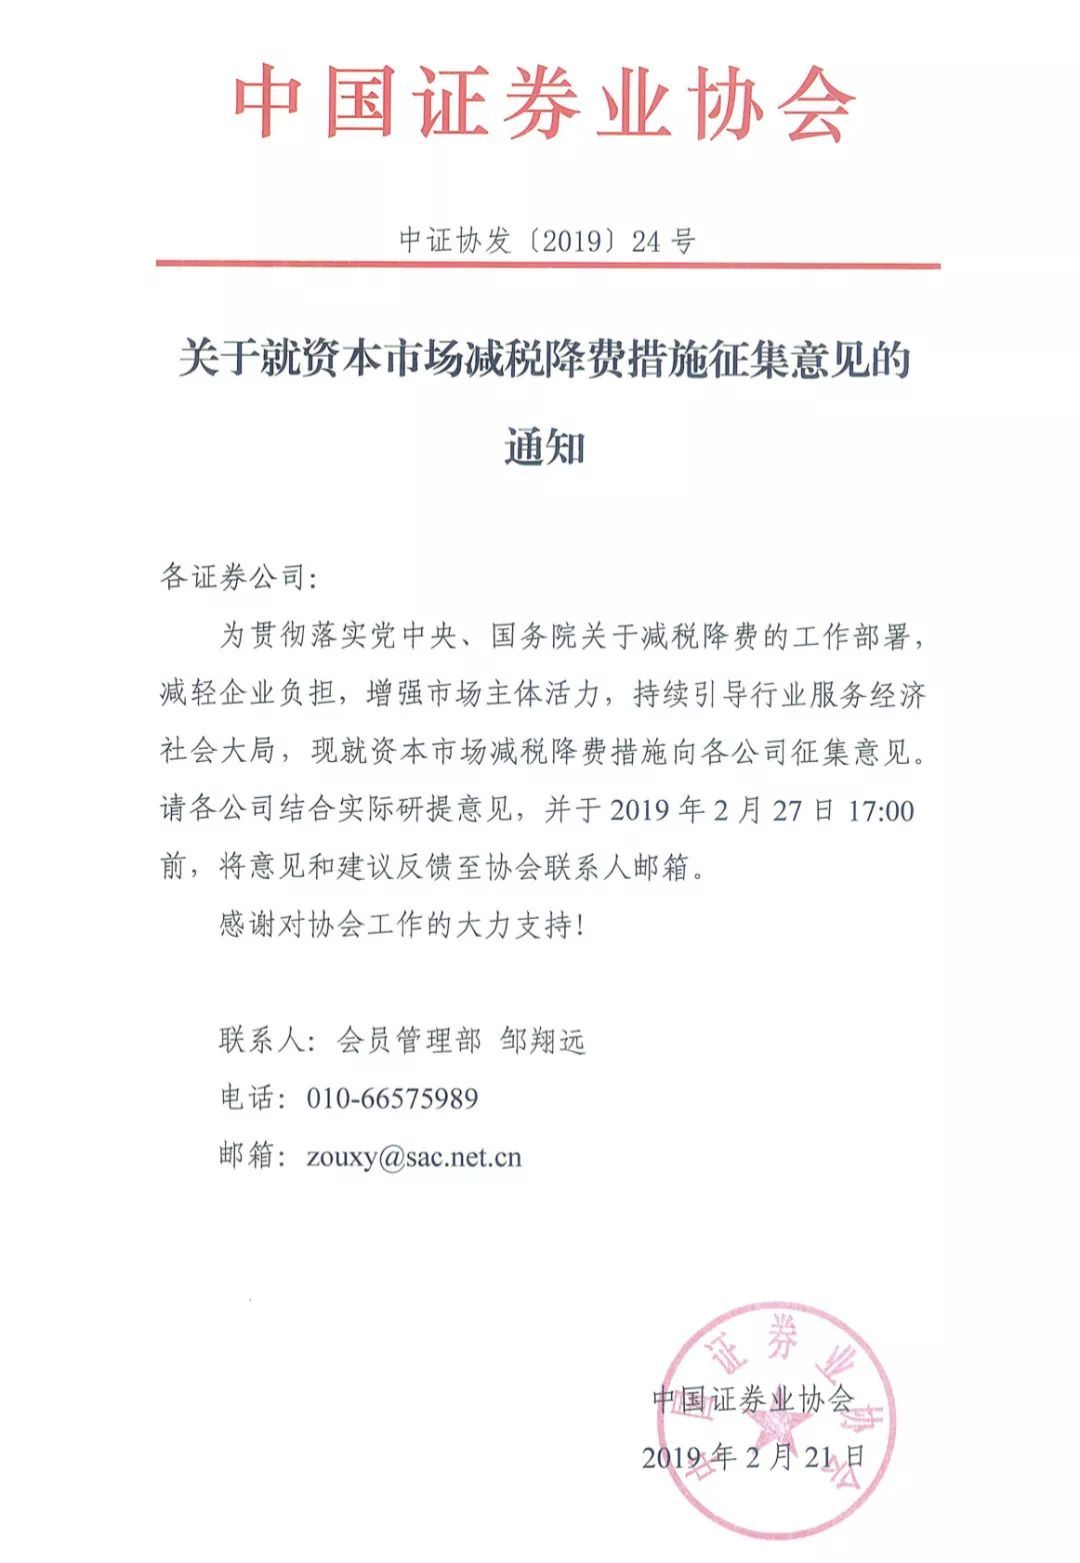 中国证券业协会
中证协发〔2019〕24 号
关于就资本市场减税降费措施征集意见的
通知
各证券公司：
为贯彻落实党中央、国务院关于减税降费的工作部署，
减轻企业负担，增强市场主体活力，持续引导行业服务经济
社会大局，现就资本市场减税降费措施向各公司征集意见。
请各公司结合实际研提意见，并于 2019 年 2 月 27 日 17:00
前，将意见和建议反馈至协会联系人邮箱。
感谢对协会工作的大力支持！
联系人：会员管理部 邹翔远
电话：010-66575989
邮箱：zouxy@sac.net.cn
中国证券业协会
中国证券业协会
2019 年 2 月 21 日